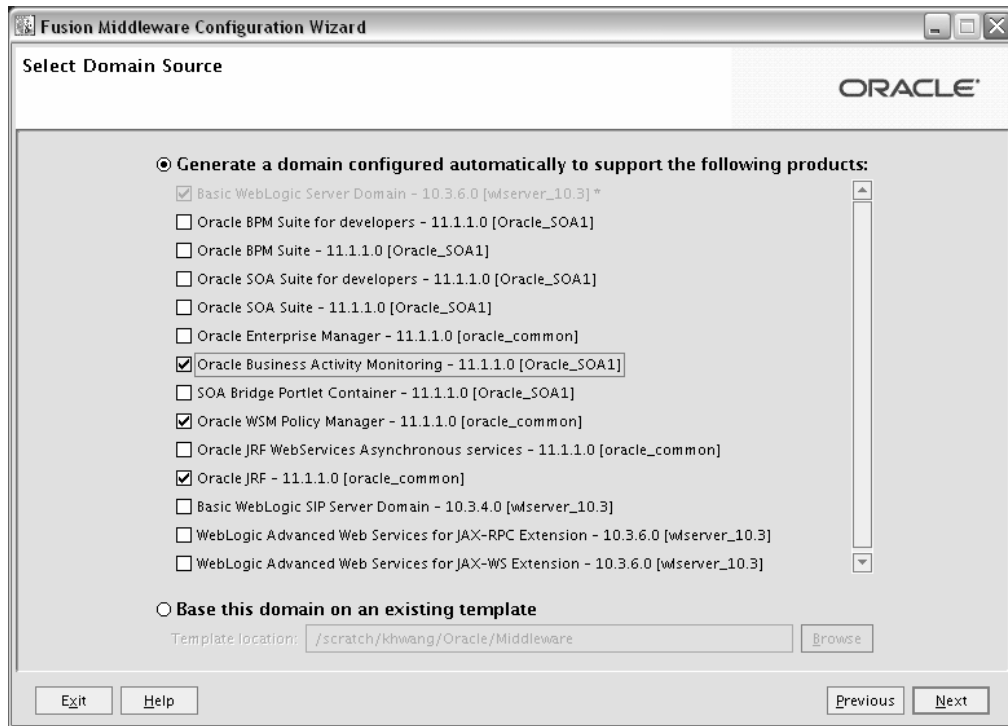 Fusion Middleware Configuration Wizard
Select Domain Source
ORACLE
Generate a domain configured automatically to support the following products:
Basic WebLogic Server Domain - 10.3.6.0 [wlserver_10.3] *
Oracle BPM Suite for developers - 11.1.1.0 [Oracle_SOA1]
Oracle BPM Suite - 11.1.1.0 [Oracle_SOA1]
Oracle SOA Suite for developers - 11.1.1.0 [Oracle_SOA1]
Oracle SOA Suite - 11.1.1.0 [Oracle_SOA1]
Oracle Enterprise Manager - 11.1.1.0 [oracle_common]
Oracle Business Activity Monitoring - 11.1.1.0 [Oracle_SOA1]
SOA Bridge Portlet Container - 11.1.1.0 [Oracle_SOA1]
Oracle WSM Policy Manager - 11.1.1.0 [oracle_common]
Oracle JRF WebServices Asynchronous services - 11.1.1.0 [oracle_common]
Oracle JRF - 11.1.1.0 [oracle_common]
Basic WebLogic SIP Server Domain - 10.3.4.0 [wlserver_10.3]
WebLogic Advanced Web Services for JAX-RPC Extension - 10.3.6.0 [wlserver_10.3]
WebLogic Advanced Web Services for JAX-WS Extension - 10.3.6.0 [wlserver_10.3]
Base this domain on an existing template
Template location: /scratch/khwang/Oracle/Middleware Browse
Exit Help Previous Next